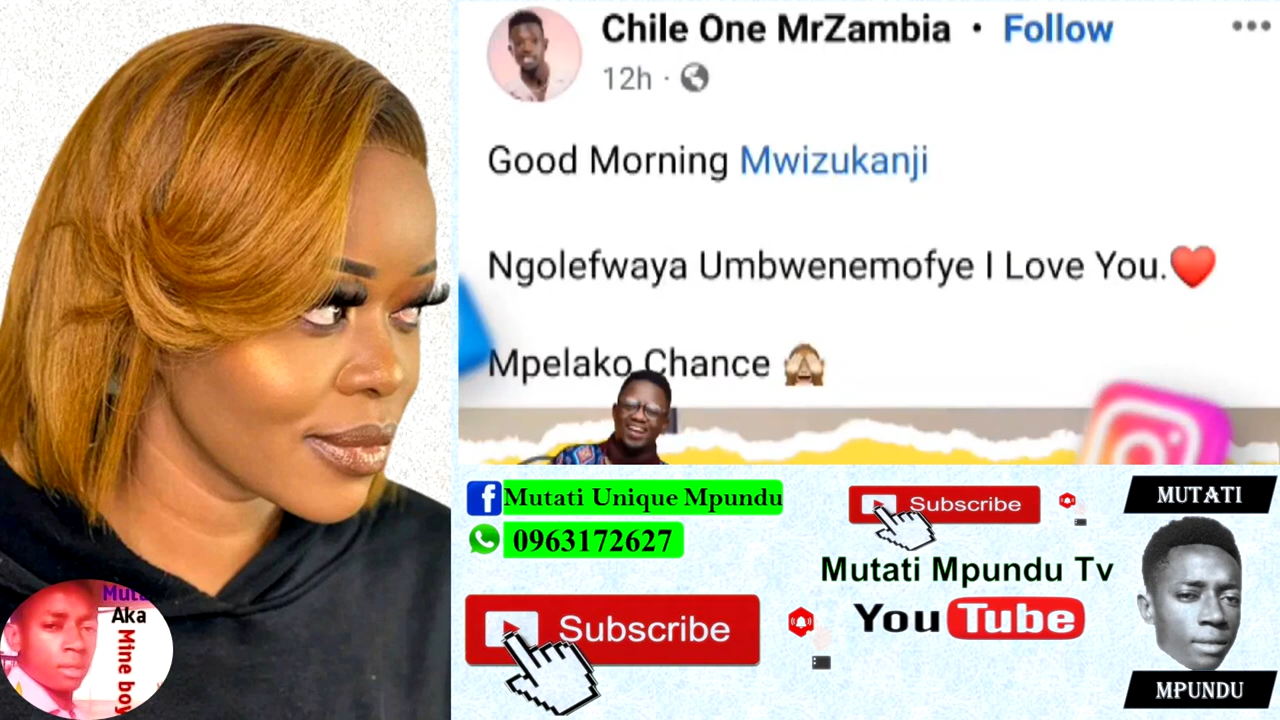 Chile One MrZambia • Follow
12h ·
Good Morning Mwizukanji
Ngolefwaya Umbwenemofye I Love You.
Mpelako Chance
Mutati Unique Mpundu
0963172627
Subscribe
MUTATI
Mutati Mpundu Tv
YouTube
Subscribe
MPUNDU
Aka
Mine boy